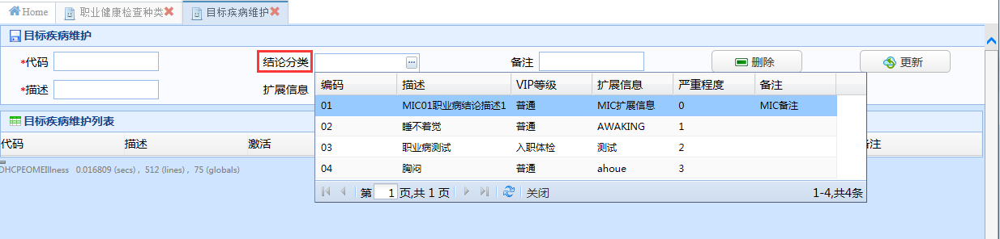 Home 职业健康检查种类 目标疾病维护
目标疾病维护
*代码 结论分类 备注 删除 更新
*描述 扩展信息
编码 描述 VIP等级 扩展信息 严重程度 备注
01 MIC01职业病结论描述1 普通 MIC扩展信息 0 MIC备注
02 睡不着觉 普通 AWAKING 1
03 职业病测试 入职体检 测试 2
04 胸闷 普通 ahoue 3
第 1 页,共 1 页 关闭 1-4,共4条
目标疾病维护列表
代码 描述 激活 备注
DHCPEOMEIllness 0.016809 (secs) , 512 (lines) , 75 (globals)